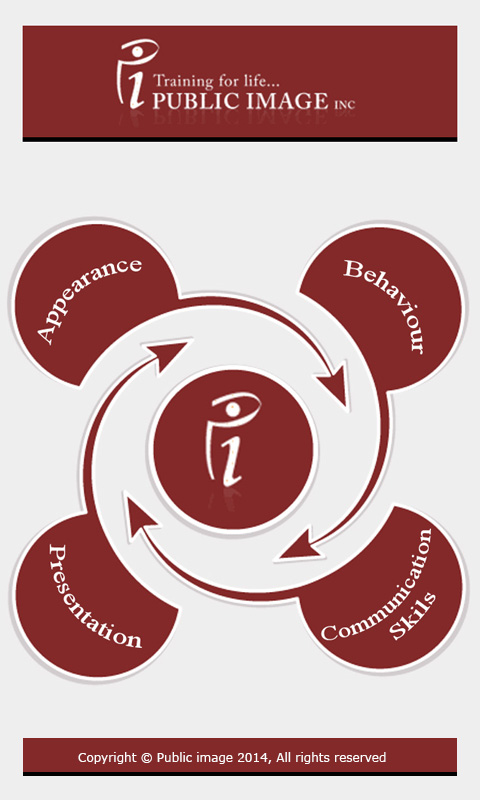 Training for life...
PUBLIC IMAGE INC
Appearance
Behaviour
Presentation
Communication
Skils
Copyright © Public image 2014, All rights reserved